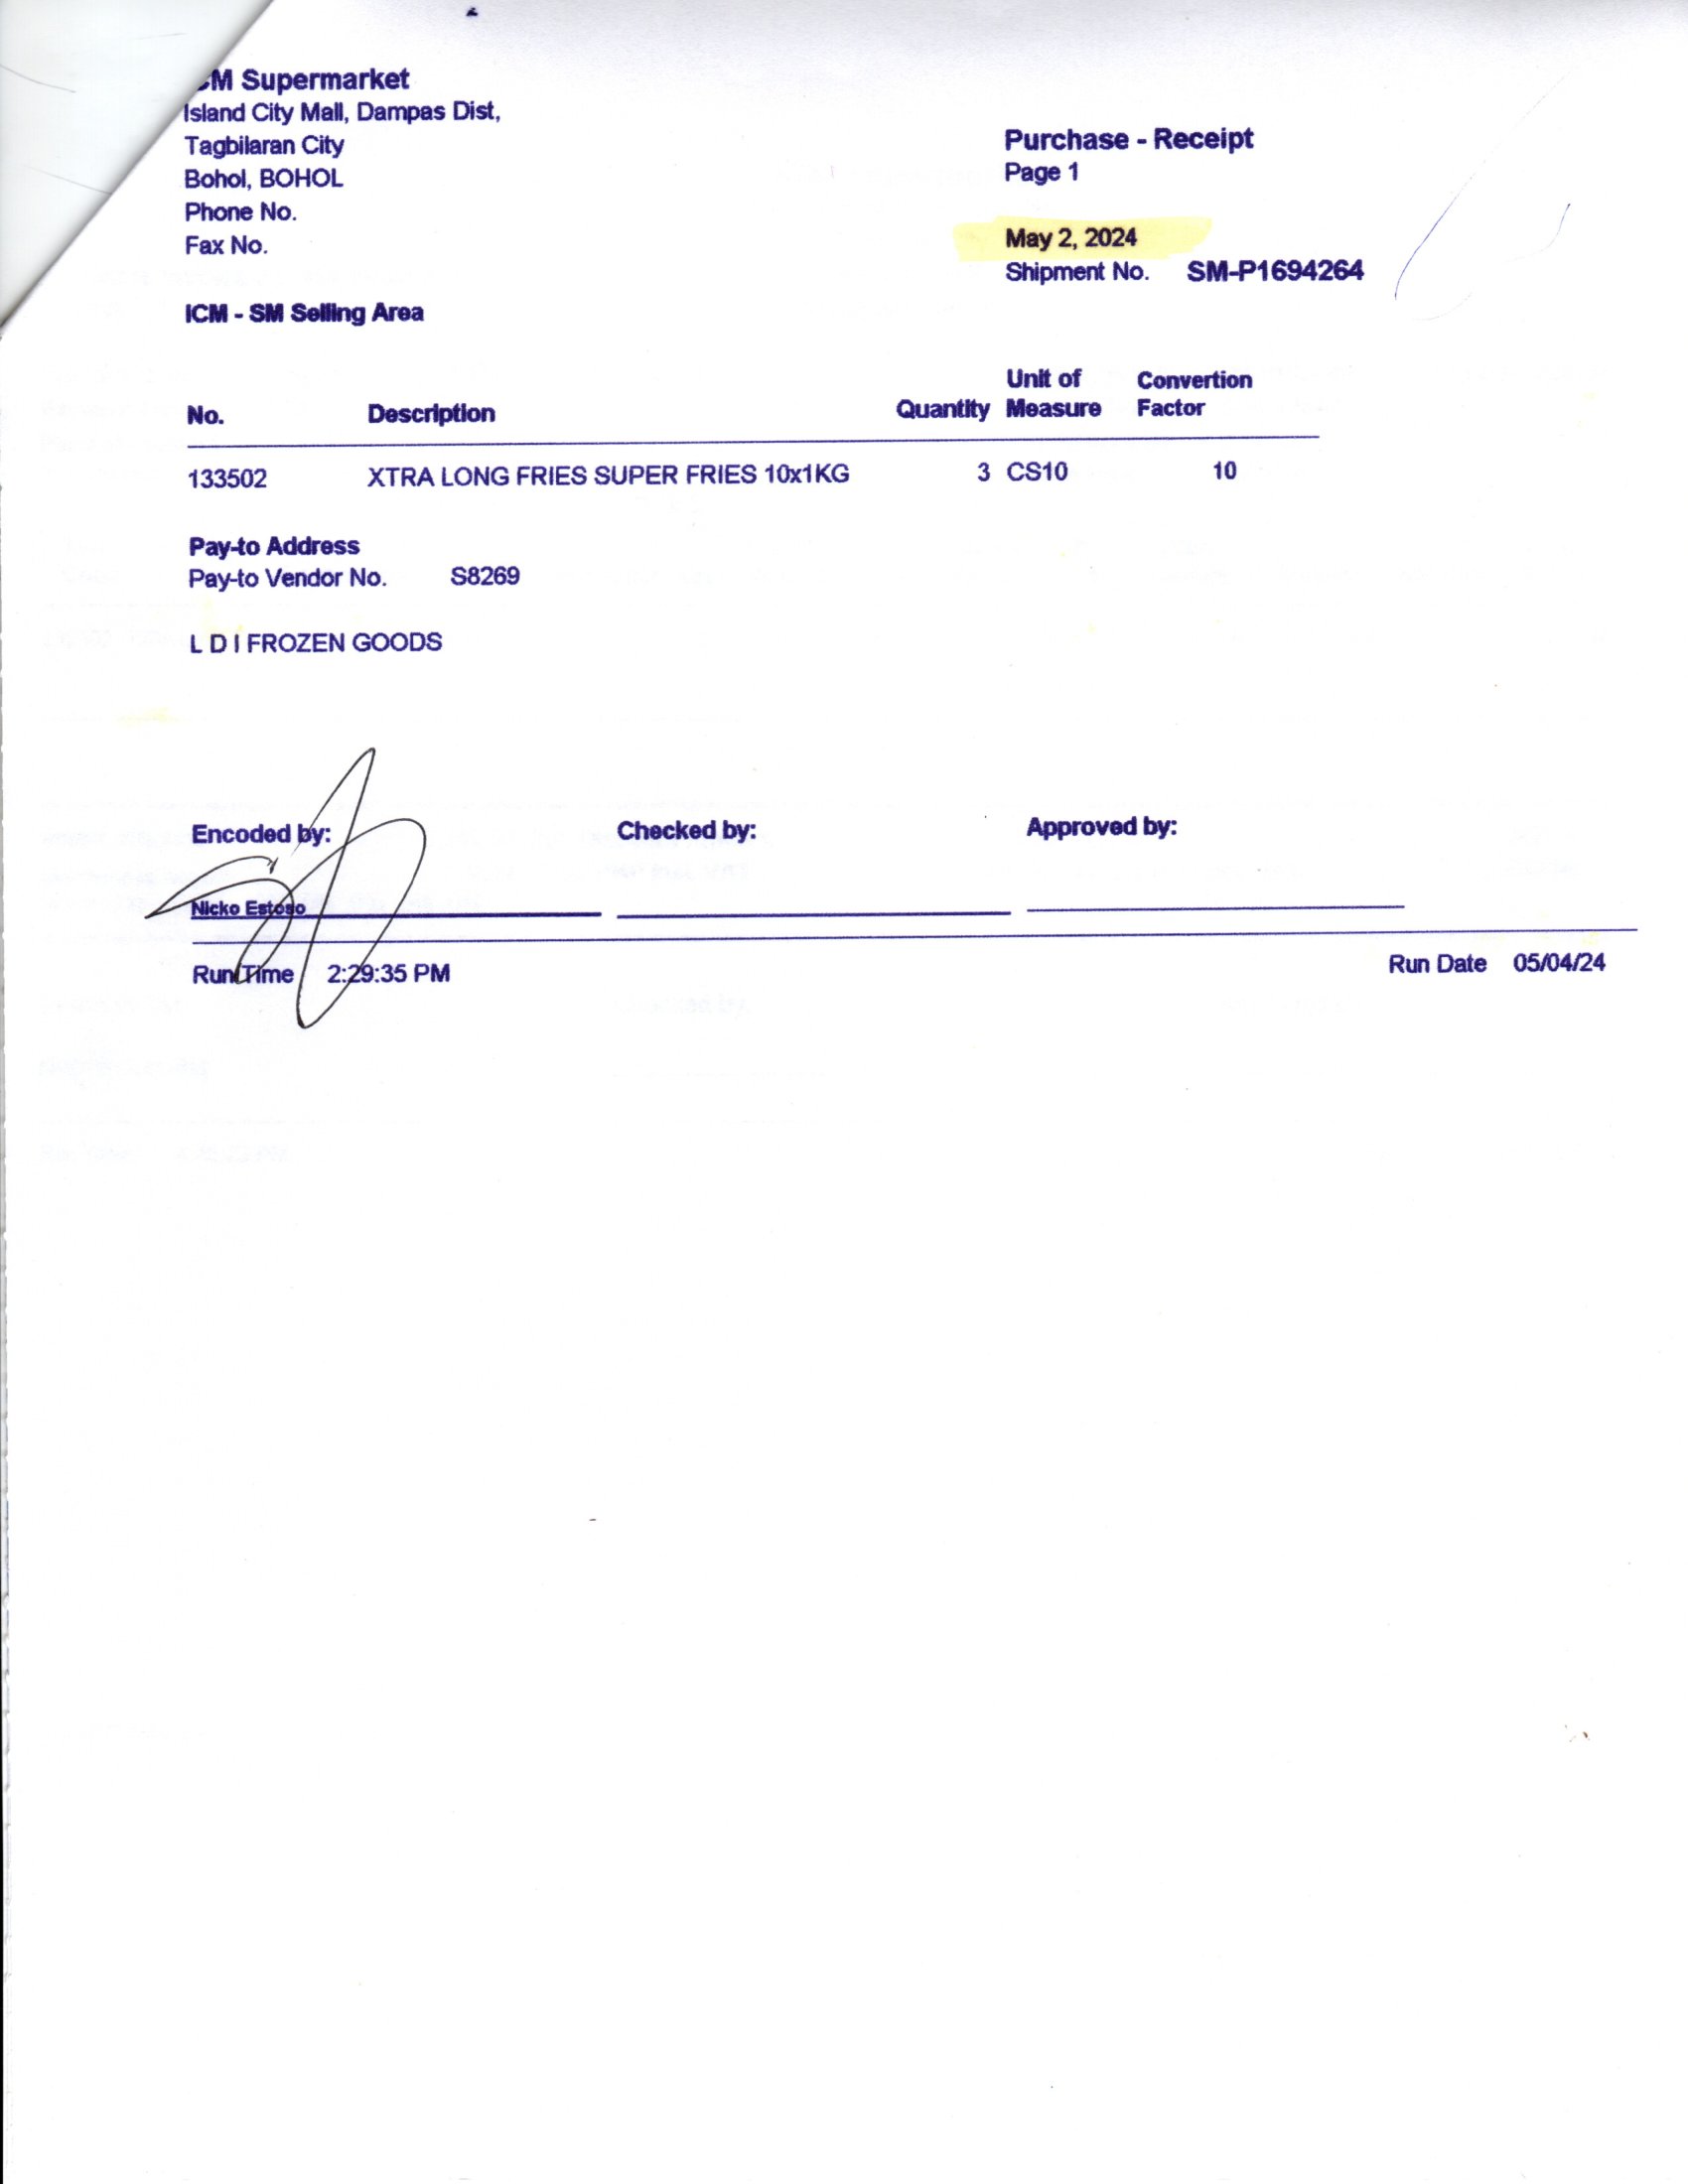 M Supermarket
Island City Mall, Dampas Dist,
Tagbilaran City
Bohol, BOHOL
Phone No.
Fax No.
ICM - SM Selling Area
Purchase - Receipt
Page 1
May 2, 2024
Shipment No. SM-P1694264
No. Description Quantity Unit of Measure Convertion Factor
133502 XTRA LONG FRIES SUPER FRIES 10x1KG 3 CS10 10
Pay-to Address
Pay-to Vendor No. S8269
L D I FROZEN GOODS
Encoded by: Checked by: Approved by:
Nicko Estoso
Run Time 2:29:35 PM Run Date 05/04/24